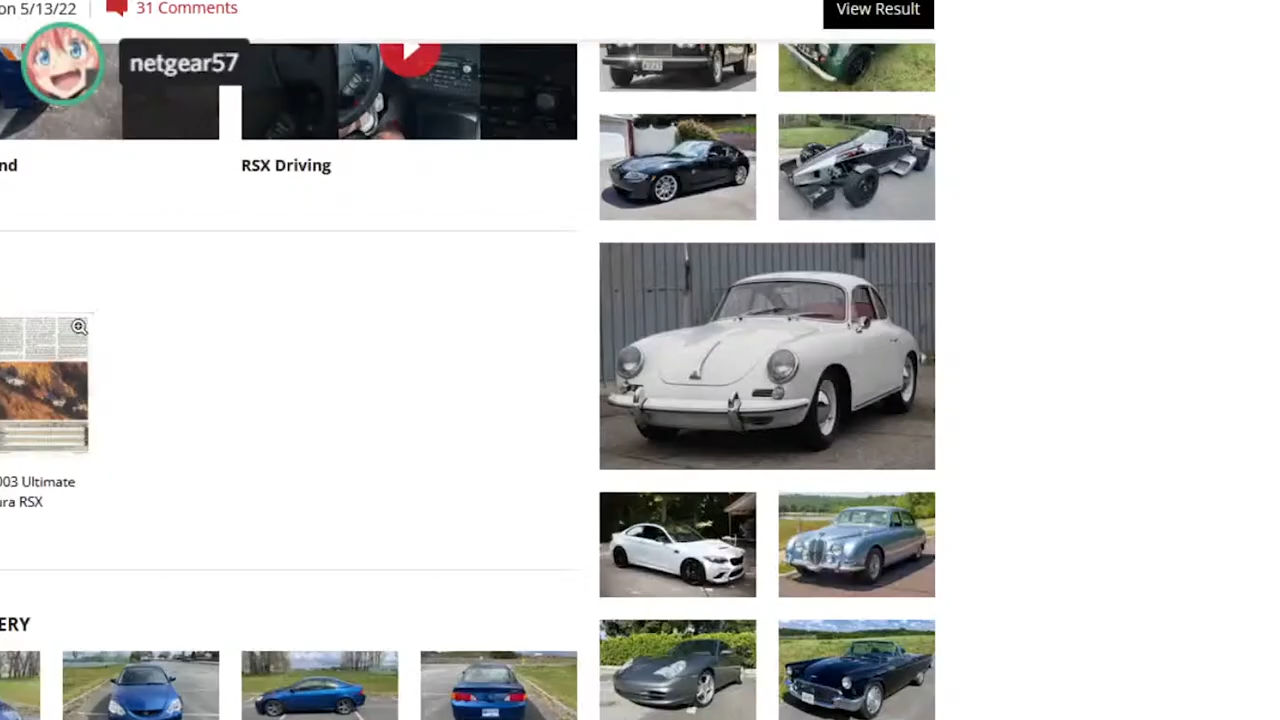 on 5/13/22
31 Comments
View Result
netgear57
nd
RSX Driving
003 Ultimate
ura RSX
ERY